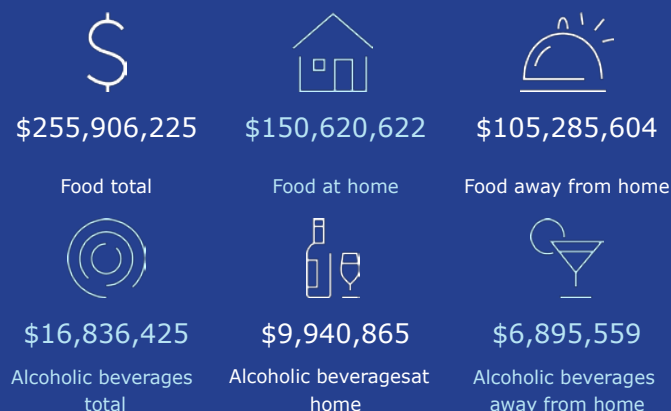 $255,906,225 $150,620,622 $105,285,604
Food total Food at home Food away from home
$16,836,425 $9,940,865 $6,895,559
Alcoholic beverages Alcoholic beveragesat Alcoholic beverages
total home away from home